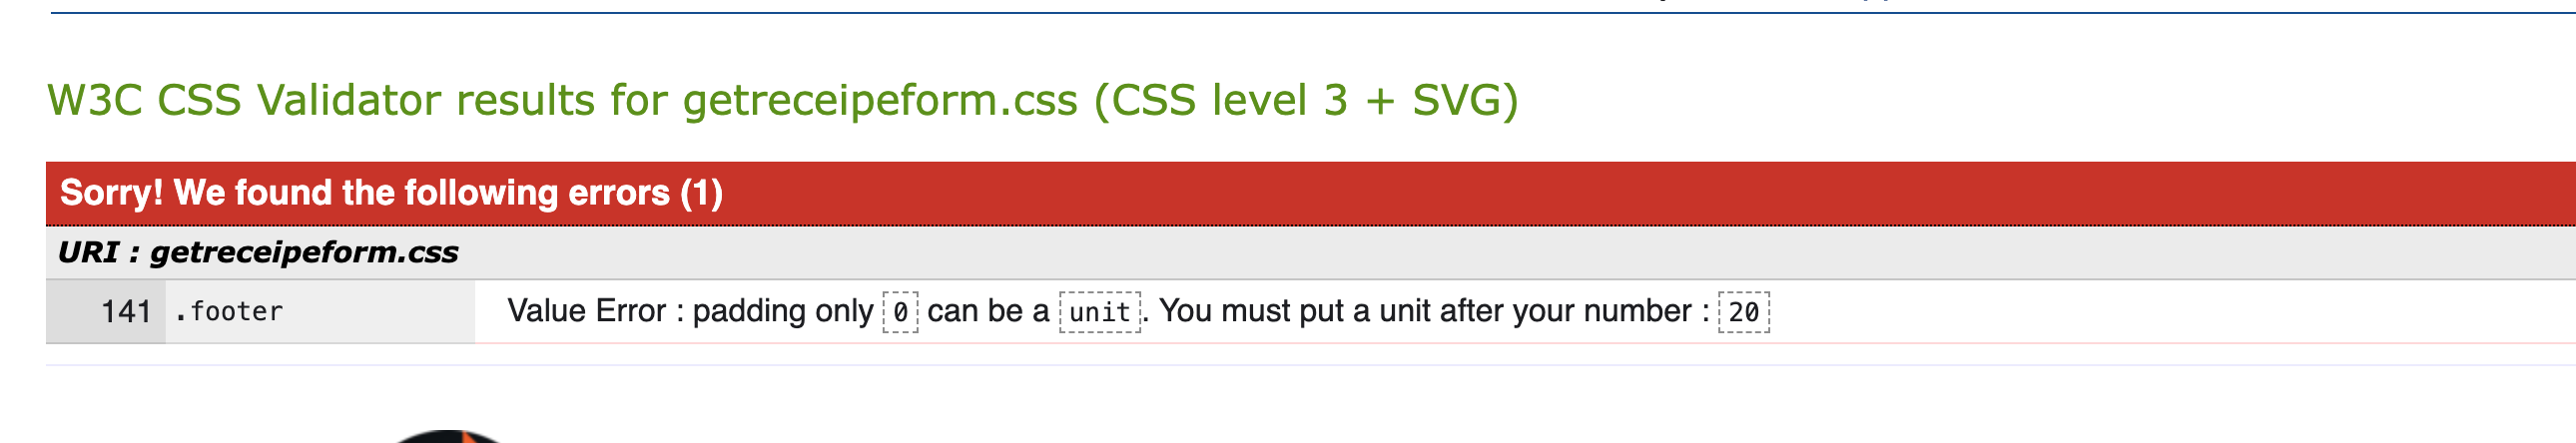 W3C CSS Validator results for getreceipeform.css (CSS level 3 + SVG)
Sorry! We found the following errors (1)
URI : getreceipeform.css
141 .footer Value Error : padding only 0 can be a unit. You must put a unit after your number : 20